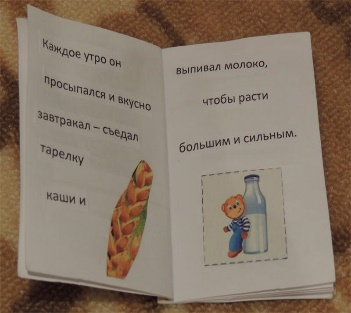 Каждое утро он
просыпался и вкусно
завтракал – съедал
тарелку
каши и
выпивал молоко,
чтобы расти
большим и сильным.